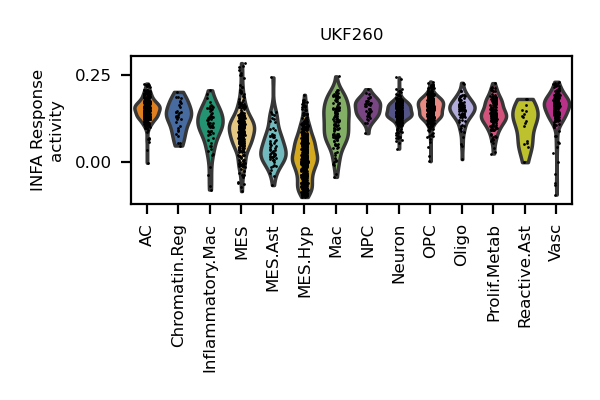 UKF260
INFA Response
activity
0.25
0.00
AC
Chromatin.Reg
Inflammatory.Mac
MES
MES.Ast
MES.Hyp
Mac
NPC
Neuron
OPC
Oligo
Prolif.Metab
Reactive.Ast
Vasc